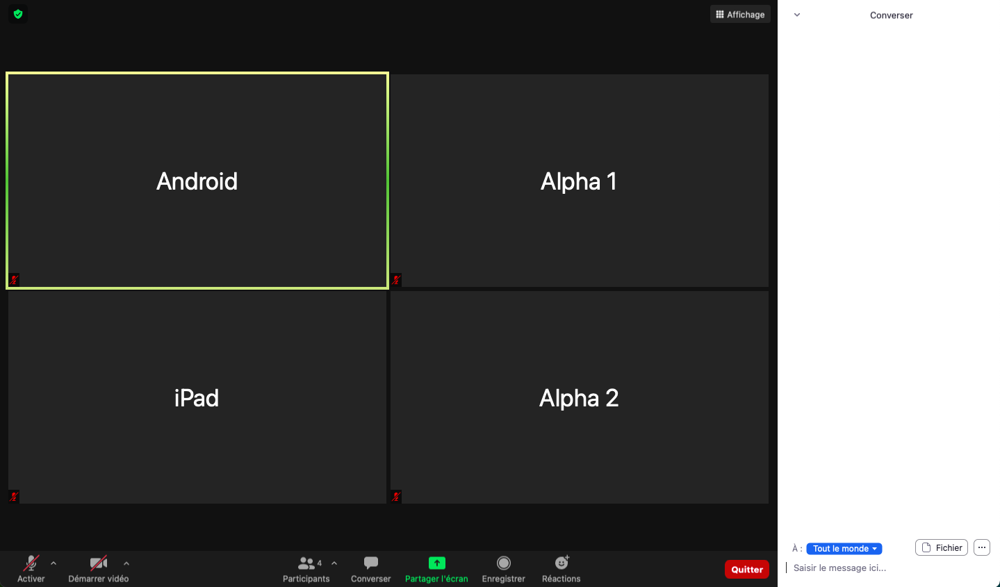 Affichage
Converser
Android
Alpha 1
iPad
Alpha 2
À : Tout le monde
Fichier
Saisir le message ici...
Activer
Démarrer vidéo
4
Participants
Converser
Partager l'écran
Enregistrer
Réactions
Quitter